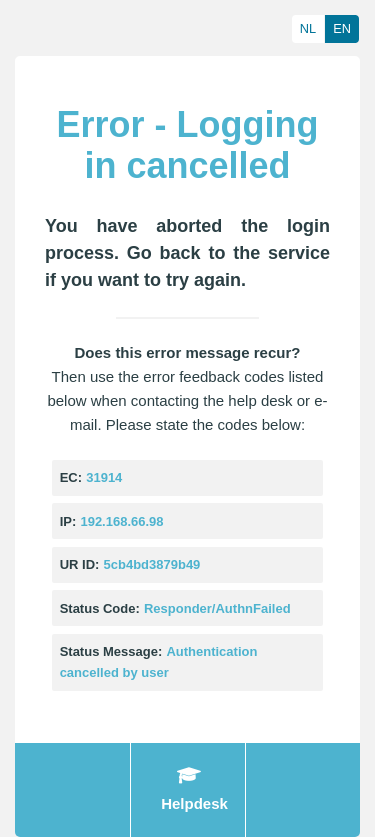 NL EN
Error - Logging
in cancelled
You have aborted the login
process. Go back to the service
if you want to try again.
Does this error message recur?
Then use the error feedback codes listed
below when contacting the help desk or e-
mail. Please state the codes below:
EC: 31914
IP: 192.168.66.98
UR ID: 5cb4bd3879b49
Status Code: Responder/AuthnFailed
Status Message: Authentication
cancelled by user
Helpdesk